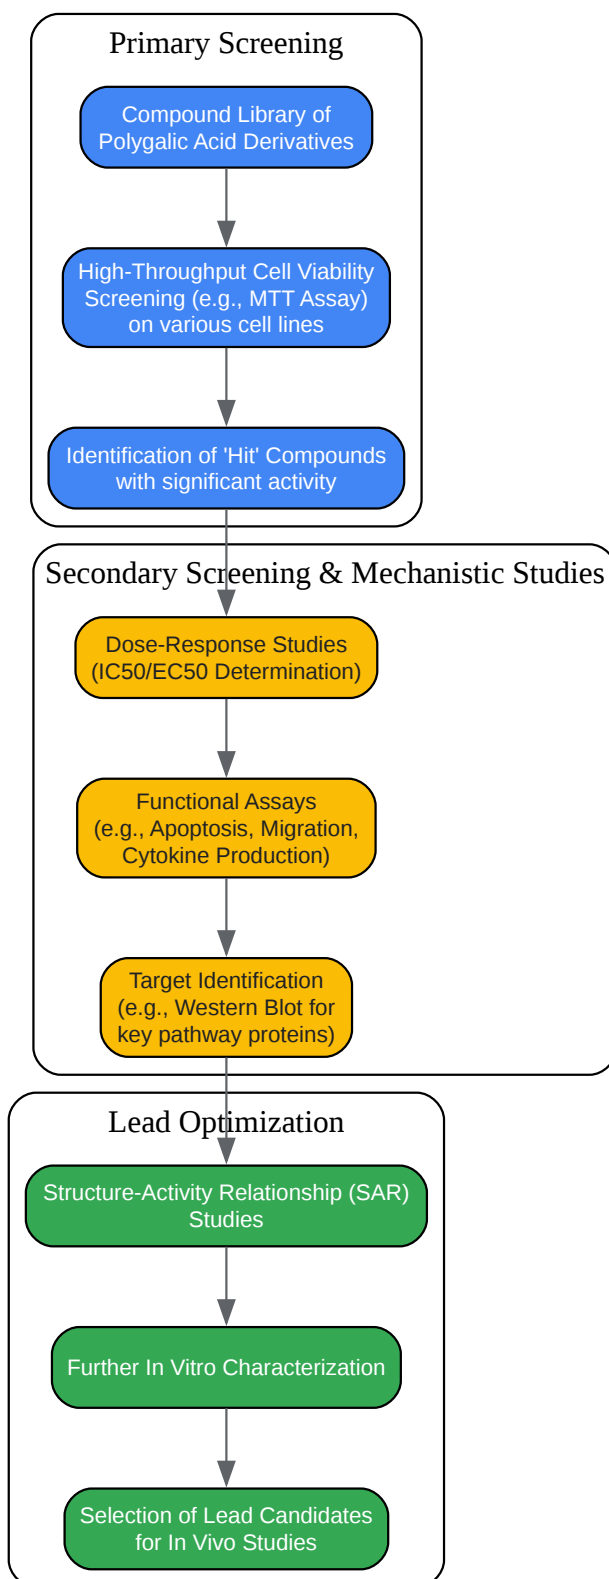 Primary Screening
Compound Library of
Polygalic Acid Derivatives
High-Throughput Cell Viability
Screening (e.g., MTT Assay)
on various cell lines
Identification of 'Hit' Compounds
with significant activity
Secondary Screening & Mechanistic Studies
Dose-Response Studies
(IC50/EC50 Determination)
Functional Assays
(e.g., Apoptosis, Migration,
Cytokine Production)
Target Identification
(e.g., Western Blot for
key pathway proteins)
Lead Optimization
Structure-Activity Relationship (SAR)
Studies
Further In Vitro Characterization
Selection of Lead Candidates
for In Vivo Studies